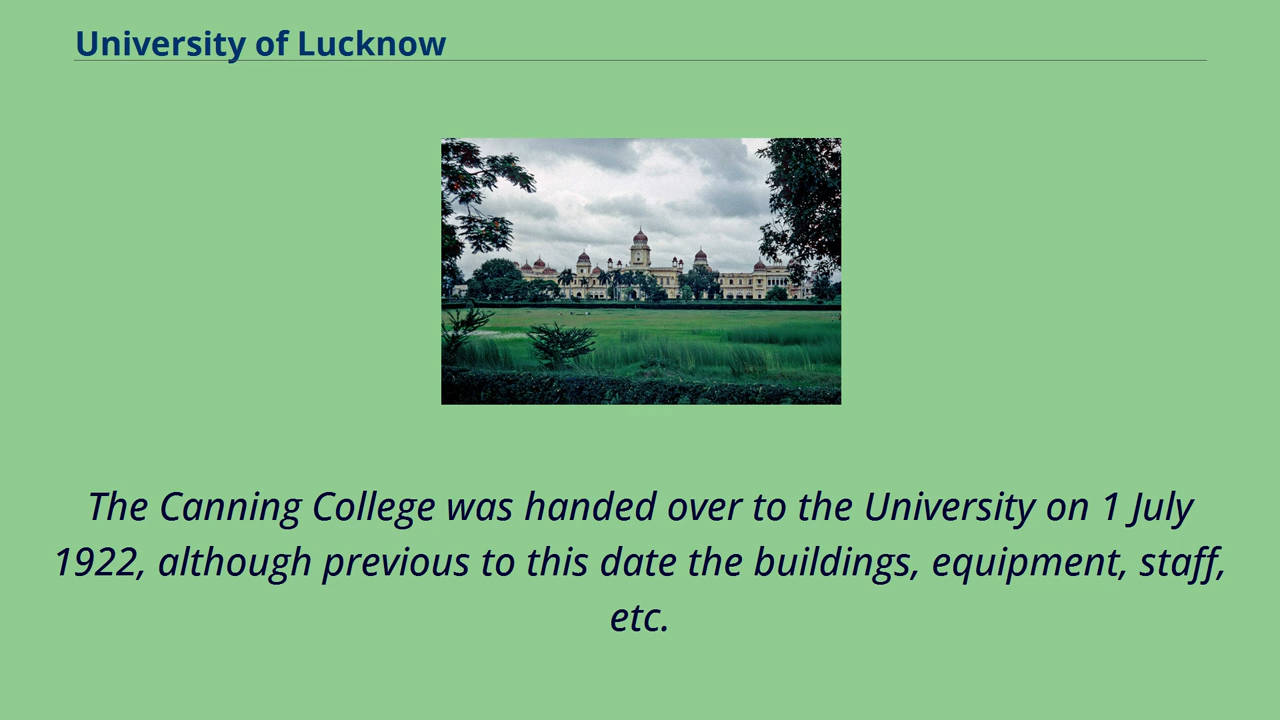 University of Lucknow
The Canning College was handed over to the University on 1 July
1922, although previous to this date the buildings, equipment, staff,
etc.